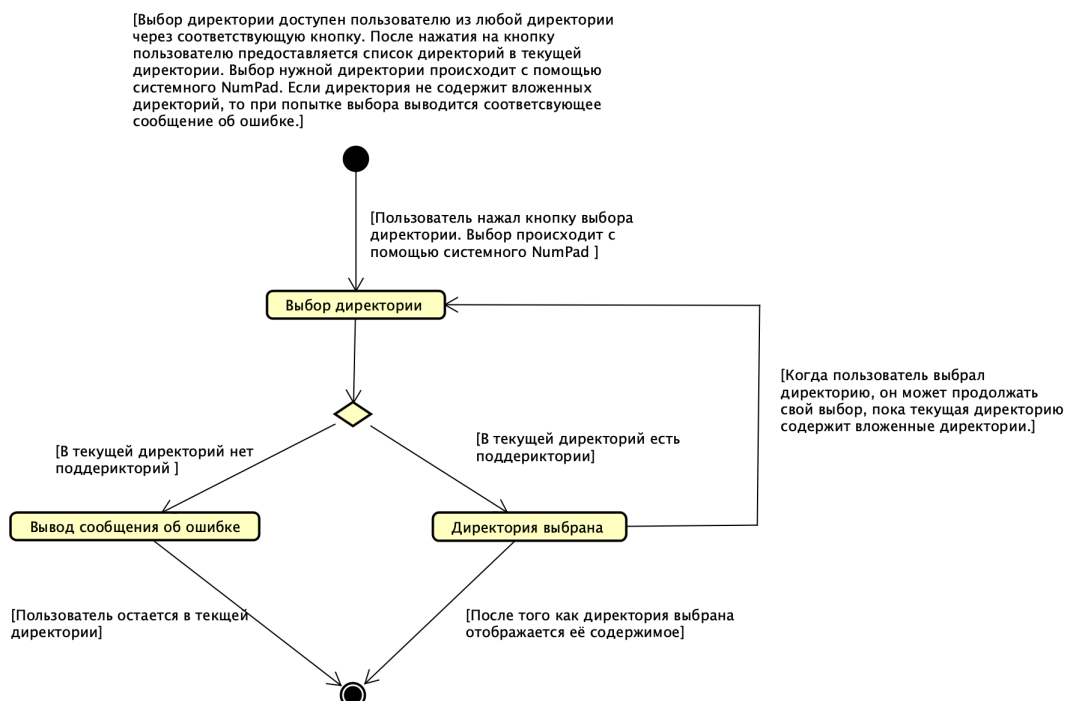 [Выбор директории доступен пользователю из любой директории
через соответствующую кнопку. После нажатия на кнопку
пользователю предоставляется список директорий в текущей
директории. Выбор нужной директории происходит с помощью
системного NumPad. Если директория не содержит вложенных
директорий, то при попытке выбора выводится соответсвующее
сообщение об ошибке.]
[Пользователь нажал кнопку выбора
директории. Выбор происходит с
помощью системного NumPad ]
Выбор директории
[Когда пользователь выбрал
директорию, он может продолжать
свой выбор, пока текущая директорию
содержит вложенные директории.]
[В текущей директорий нет
поддерикторий ]
[В текущей директорий есть
поддериктории]
Вывод сообщения об ошибке
Директория выбрана
[Пользователь остается в текщей
директории]
[После того как директория выбрана
отображается её содержимое]